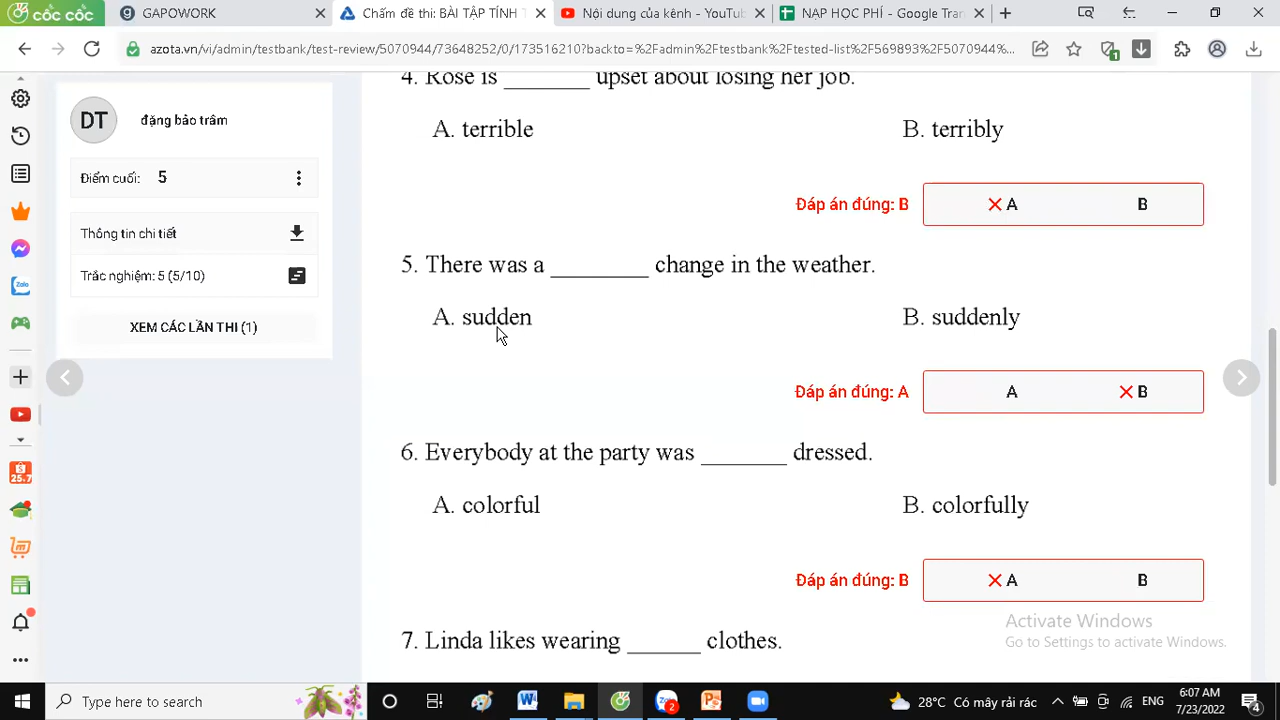 cốc cốc
GAPOWORK
Chấm đề thi: BÀI TẬP TÍNH T
Nội dung của kênh - Youtub
NẠP HỌC PHÍ - Google Tran
azota.vn/vi/admin/testbank/test-review/5070944/73648252/0/173516210?backto=%2Fadmin%2Ftestbank%2Ftested-list%2F569893%2F5070944%...
DT
đặng bảo trâm
Điểm cuối: 5
Thông tin chi tiết
Trắc nghiệm: 5 (5/10)
XEM CÁC LẦN THI (1)
Zalo
25.7
4. Rose is _______ upset about losing her job.
A. terrible B. terribly
Đáp án đúng: B A B
5. There was a ________ change in the weather.
A. sudden B. suddenly
Đáp án đúng: A A B
6. Everybody at the party was _______ dressed.
A. colorful B. colorfully
Đáp án đúng: B A B
7. Linda likes wearing ______ clothes.
Activate Windows
Go to Settings to activate Windows.
Type here to search
28°C Có mây rải rác
ENG
6:07 AM
7/23/2022